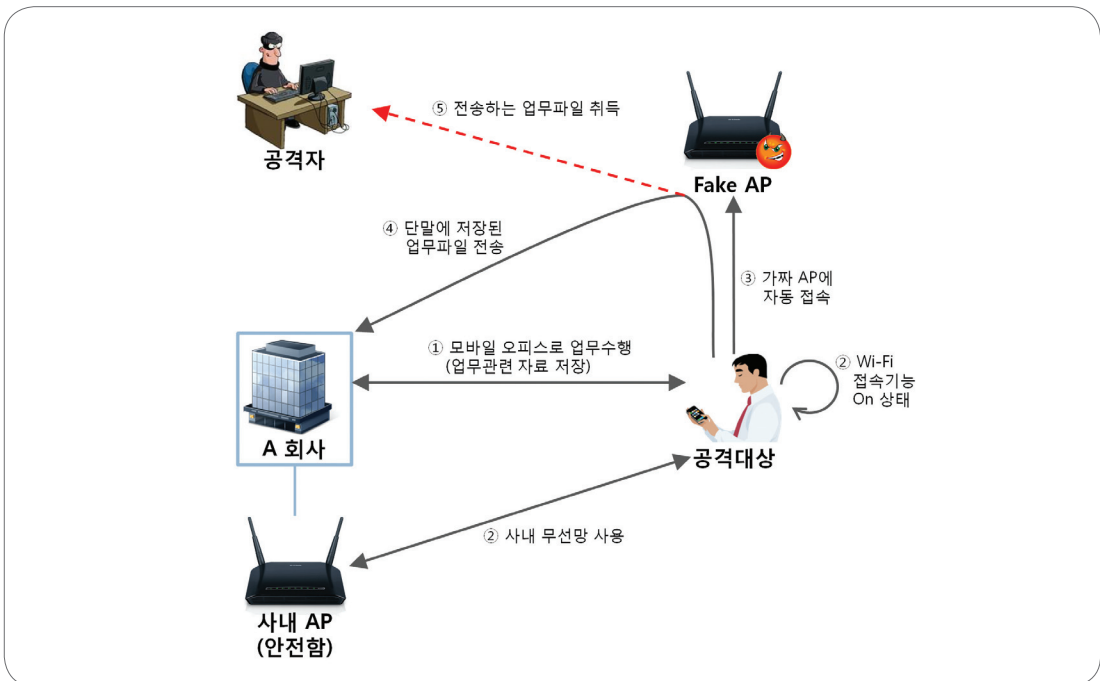 공격자
⑤ 전송하는 업무파일 취득
Fake AP
④ 단말에 저장된
업무파일 전송
③ 가짜 AP에
자동 접속
① 모바일 오피스로 업무수행
(업무관련 자료 저장)
② Wi-Fi
접속기능
On 상태
A 회사
공격대상
② 사내 무선망 사용
사내 AP
(안전함)